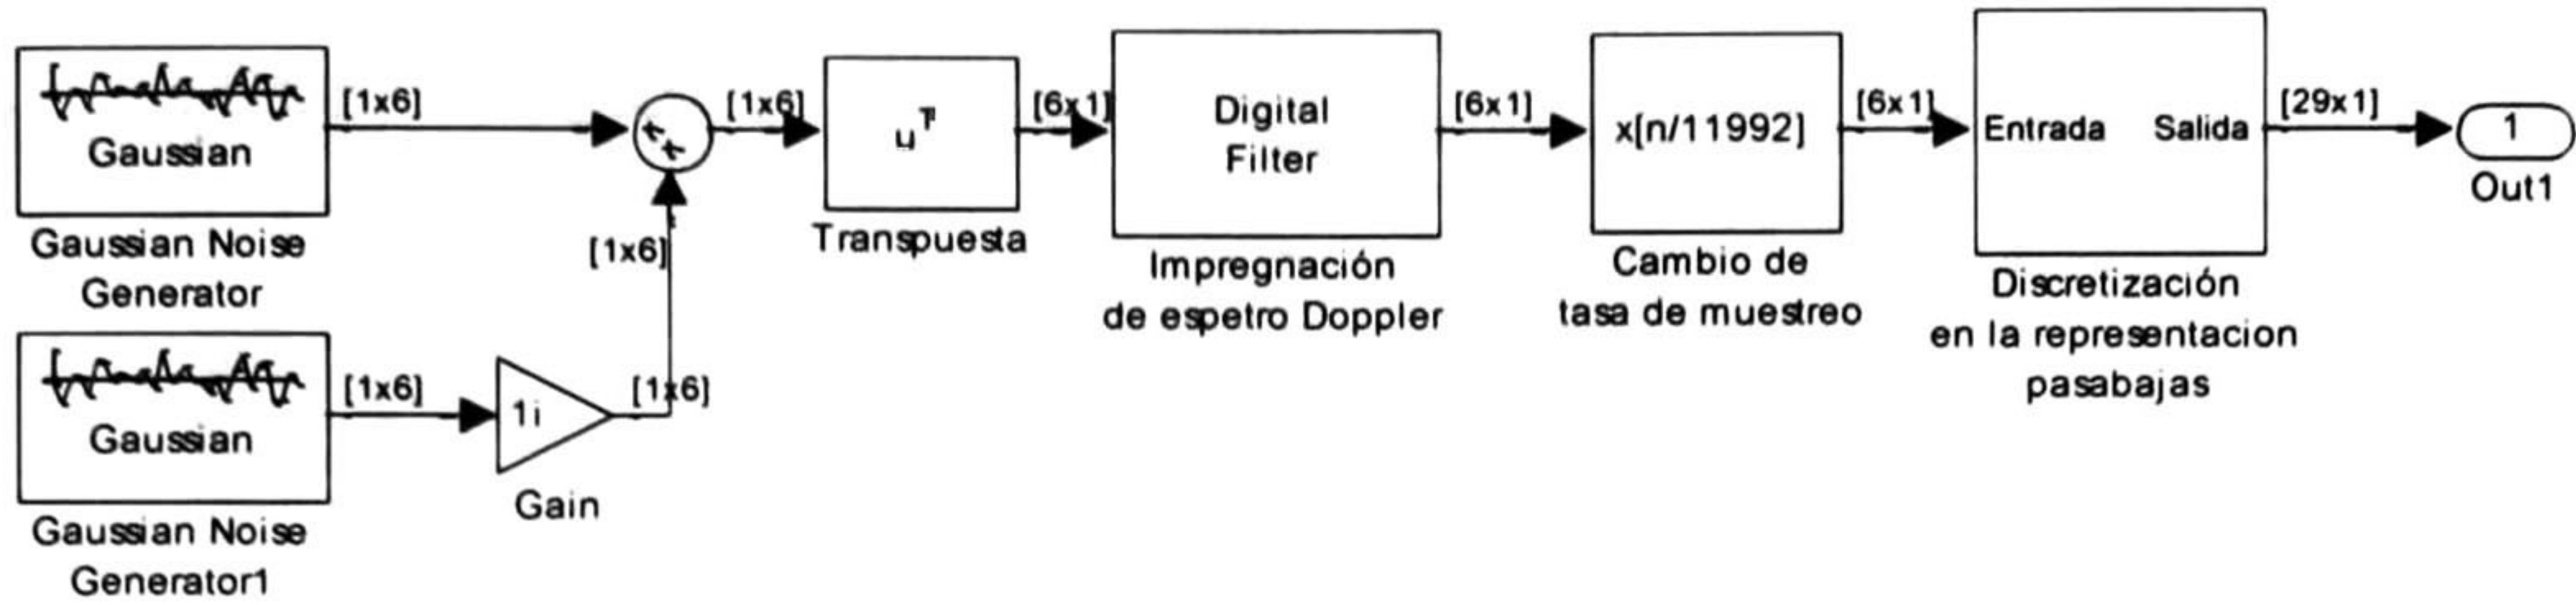 Gaussian
[1x6]
Gaussian Noise
Generator
Gaussian
[1x6]
Gaussian Noise
Generator1
1i
Gain
[1x6]
[1x6]
[1x6]
uT
Transpuesta
[6x1]
Digital
Filter
Impregnación
de espetro Doppler
[6x1]
x[n/11992]
Cambio de
tasa de muestreo
[6x1]
Entrada Salida
Discretización
en la representacion
pasabajas
[29x1]
1
Out1